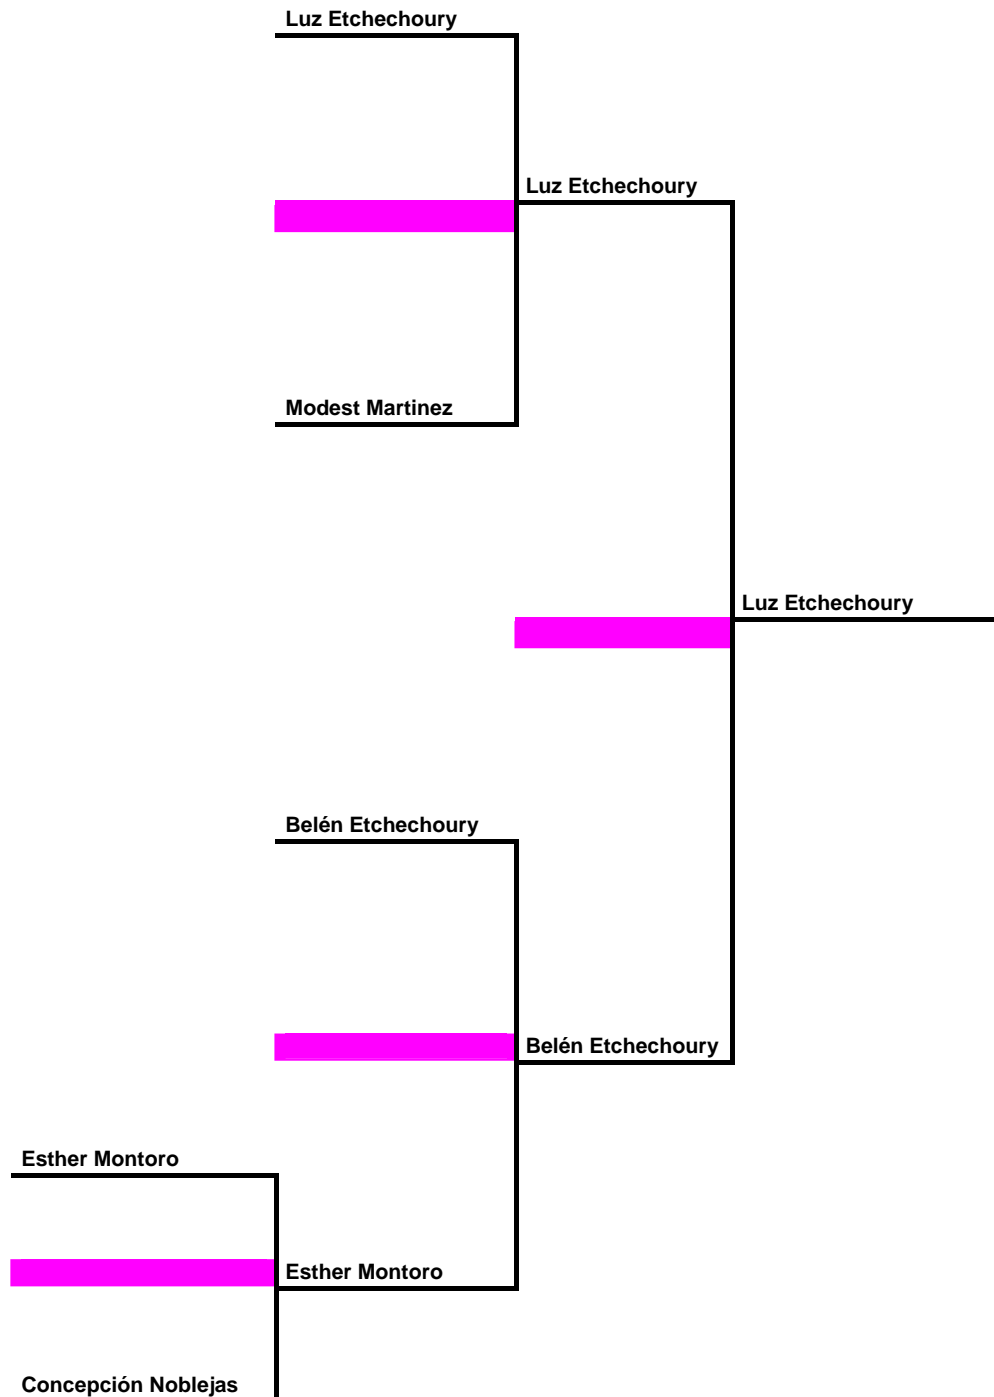 Luz Etchechoury
Luz Etchechoury
Modest Martinez
Luz Etchechoury
Belén Etchechoury
Belén Etchechoury
Esther Montoro
Esther Montoro
Concepción Noblejas